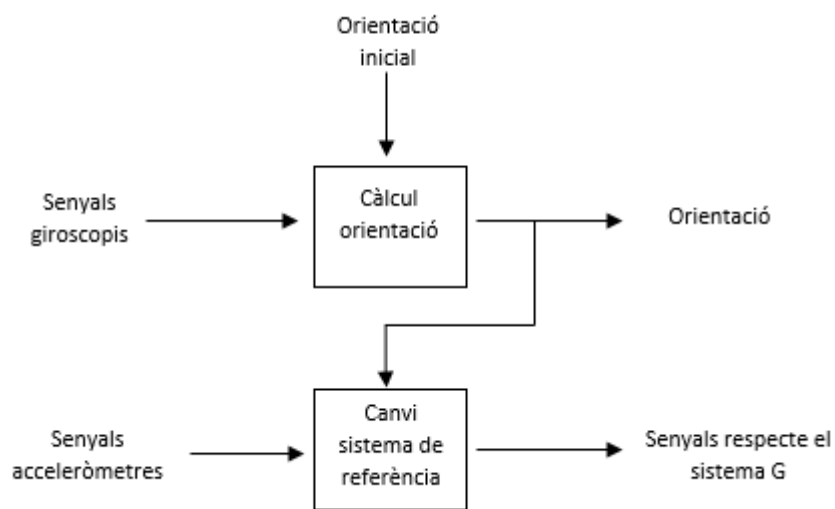 Orientació
inicial
Senyals
giroscopis
Càlcul
orientació
Orientació
Senyals
acceleròmetres
Canvi
sistema de
referència
Senyals respecte el
sistema G